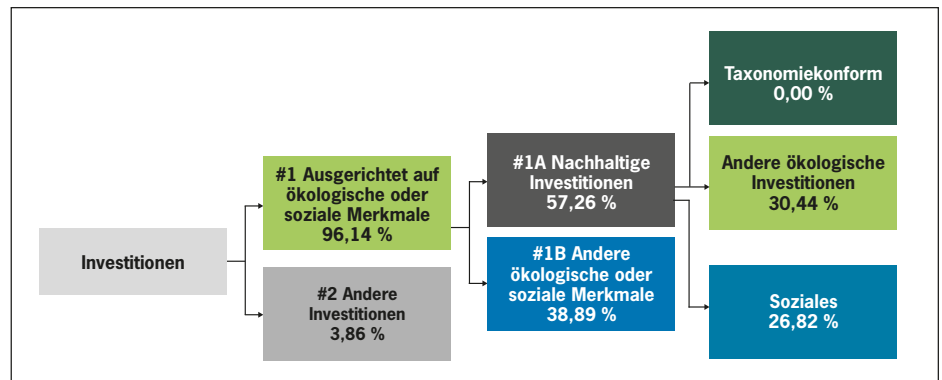 Investitionen
#1 Ausgerichtet auf
ökologische oder
soziale Merkmale
96,14 %
#2 Andere
Investitionen
3,86 %
#1A Nachhaltige
Investitionen
57,26 %
#1B Andere
ökologische oder
soziale Merkmale
38,89 %
Taxonomiekonform
0,00 %
Andere ökologische
Investitionen
30,44 %
Soziales
26,82 %